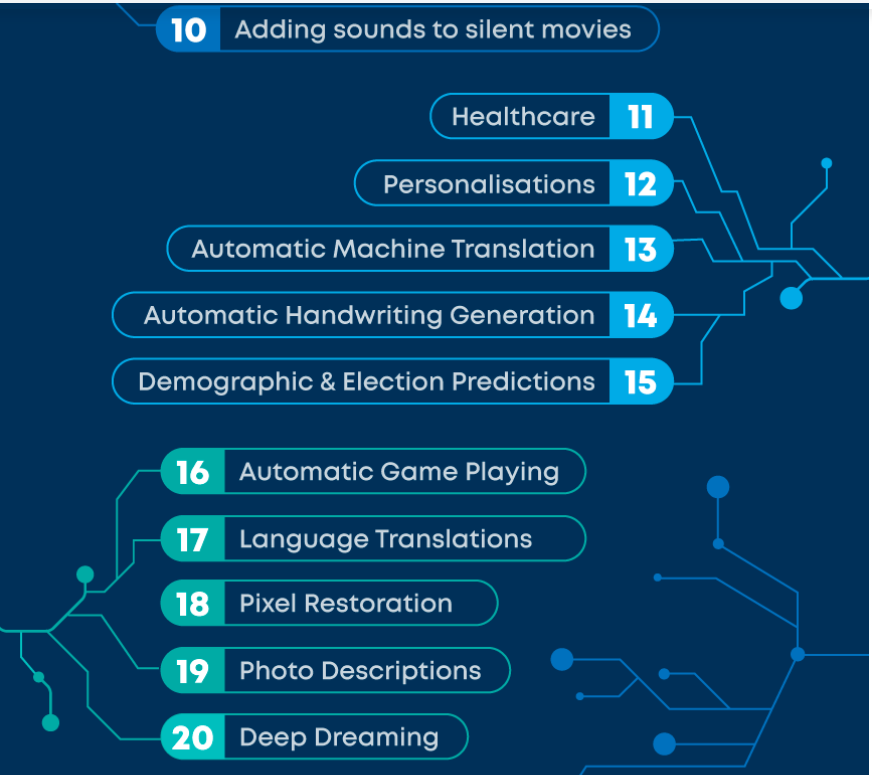 10 Adding sounds to silent movies
Healthcare 11
Personalisations 12
Automatic Machine Translation 13
Automatic Handwriting Generation 14
Demographic & Election Predictions 15
16 Automatic Game Playing
17 Language Translations
18 Pixel Restoration
19 Photo Descriptions
20 Deep Dreaming